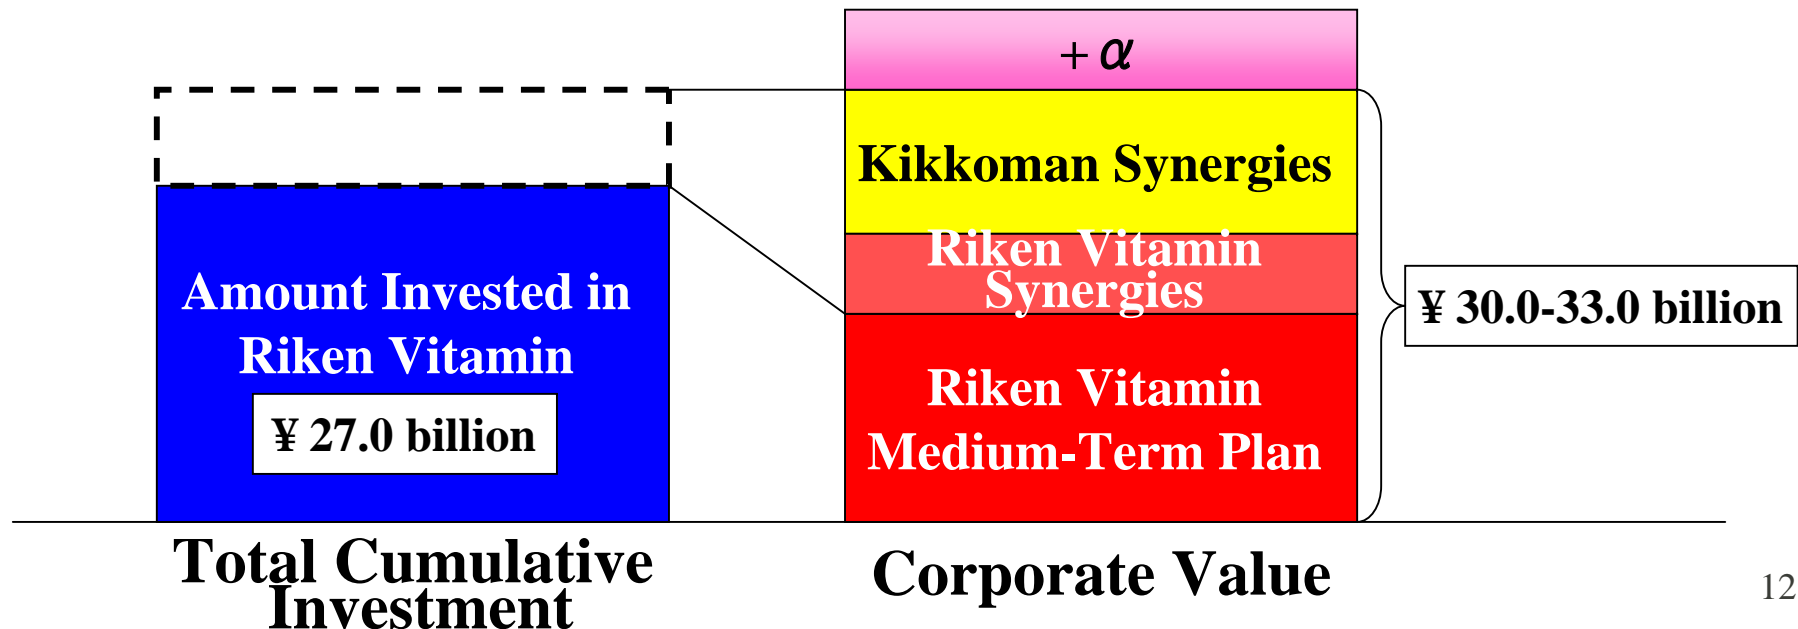 +α
Kikkoman Synergies
Riken Vitamin
Synergies
Amount Invested in
Riken Vitamin
¥ 27.0 billion
¥ 30.0-33.0 billion
Riken Vitamin
Medium-Term Plan
Total Cumulative
Investment
Corporate Value
12